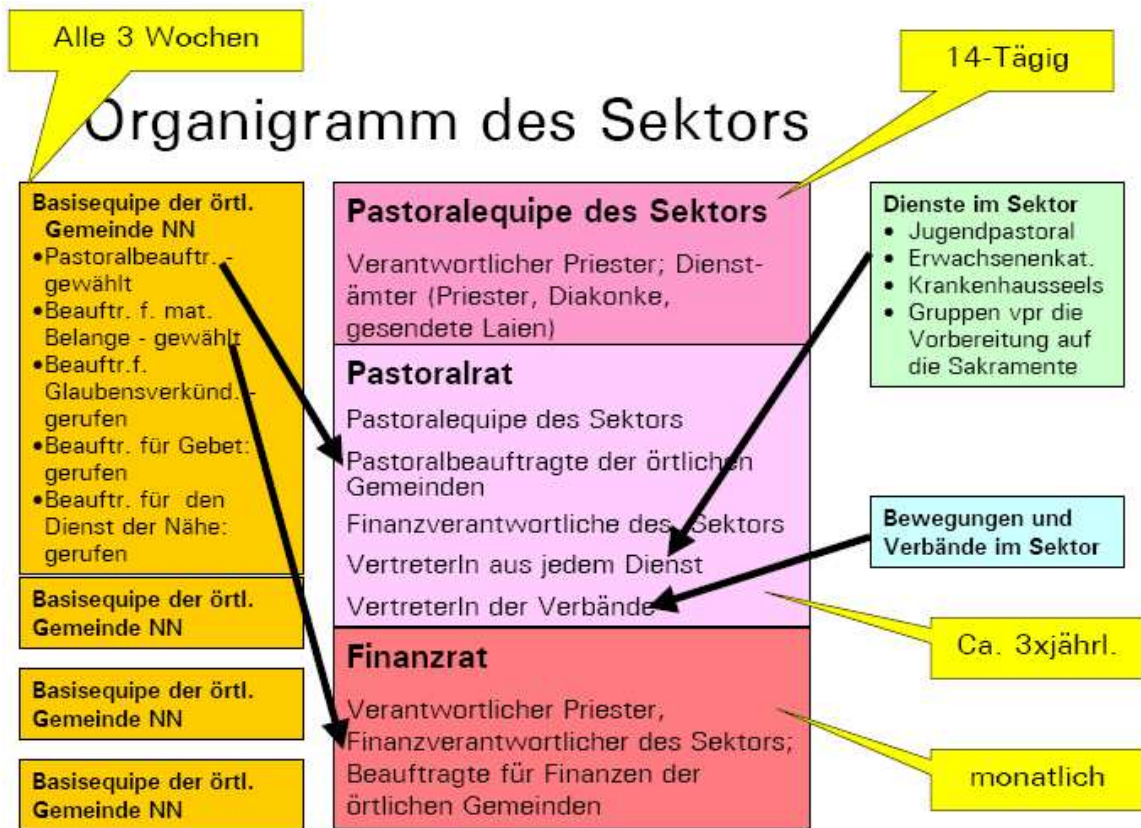 Alle 3 Wochen
14-Tägig
Organigramm des Sektors
Basisequipe der örtl.
Gemeinde NN
•Pastoralbeauftr. -
gewählt
•Beauftr. f. mat.
Belange - gewählt
•Beauftr.f.
Glaubensverkünd. -
gerufen
•Beauftr. für Gebet:
gerufen
•Beauftr. für den
Dienst der Nähe:
gerufen
Basisequipe der örtl.
Gemeinde NN
Basisequipe der örtl.
Gemeinde NN
Basisequipe der örtl.
Gemeinde NN
Pastoralequipe des Sektors
Verantwortlicher Priester; Dienst-
ämter (Priester, Diakonke,
gesendete Laien)
Pastoralrat
Pastoralequipe des Sektors
Pastoralbeauftragte der örtlichen
Gemeinden
Finanzverantwortliche des Sektors
VertreterIn aus jedem Dienst
VertreterIn der Verbände
Finanzrat
Verantwortlicher Priester,
Finanzverantwortlicher des Sektors;
Beauftragte für Finanzen der
örtlichen Gemeinden
Dienste im Sektor
• Jugendpastoral
• Erwachsenenkat.
• Krankenhausseels
• Gruppen vpr die
Vorbereitung auf
die Sakramente
Bewegungen und
Verbände im Sektor
Ca. 3xjährl.
monatlich